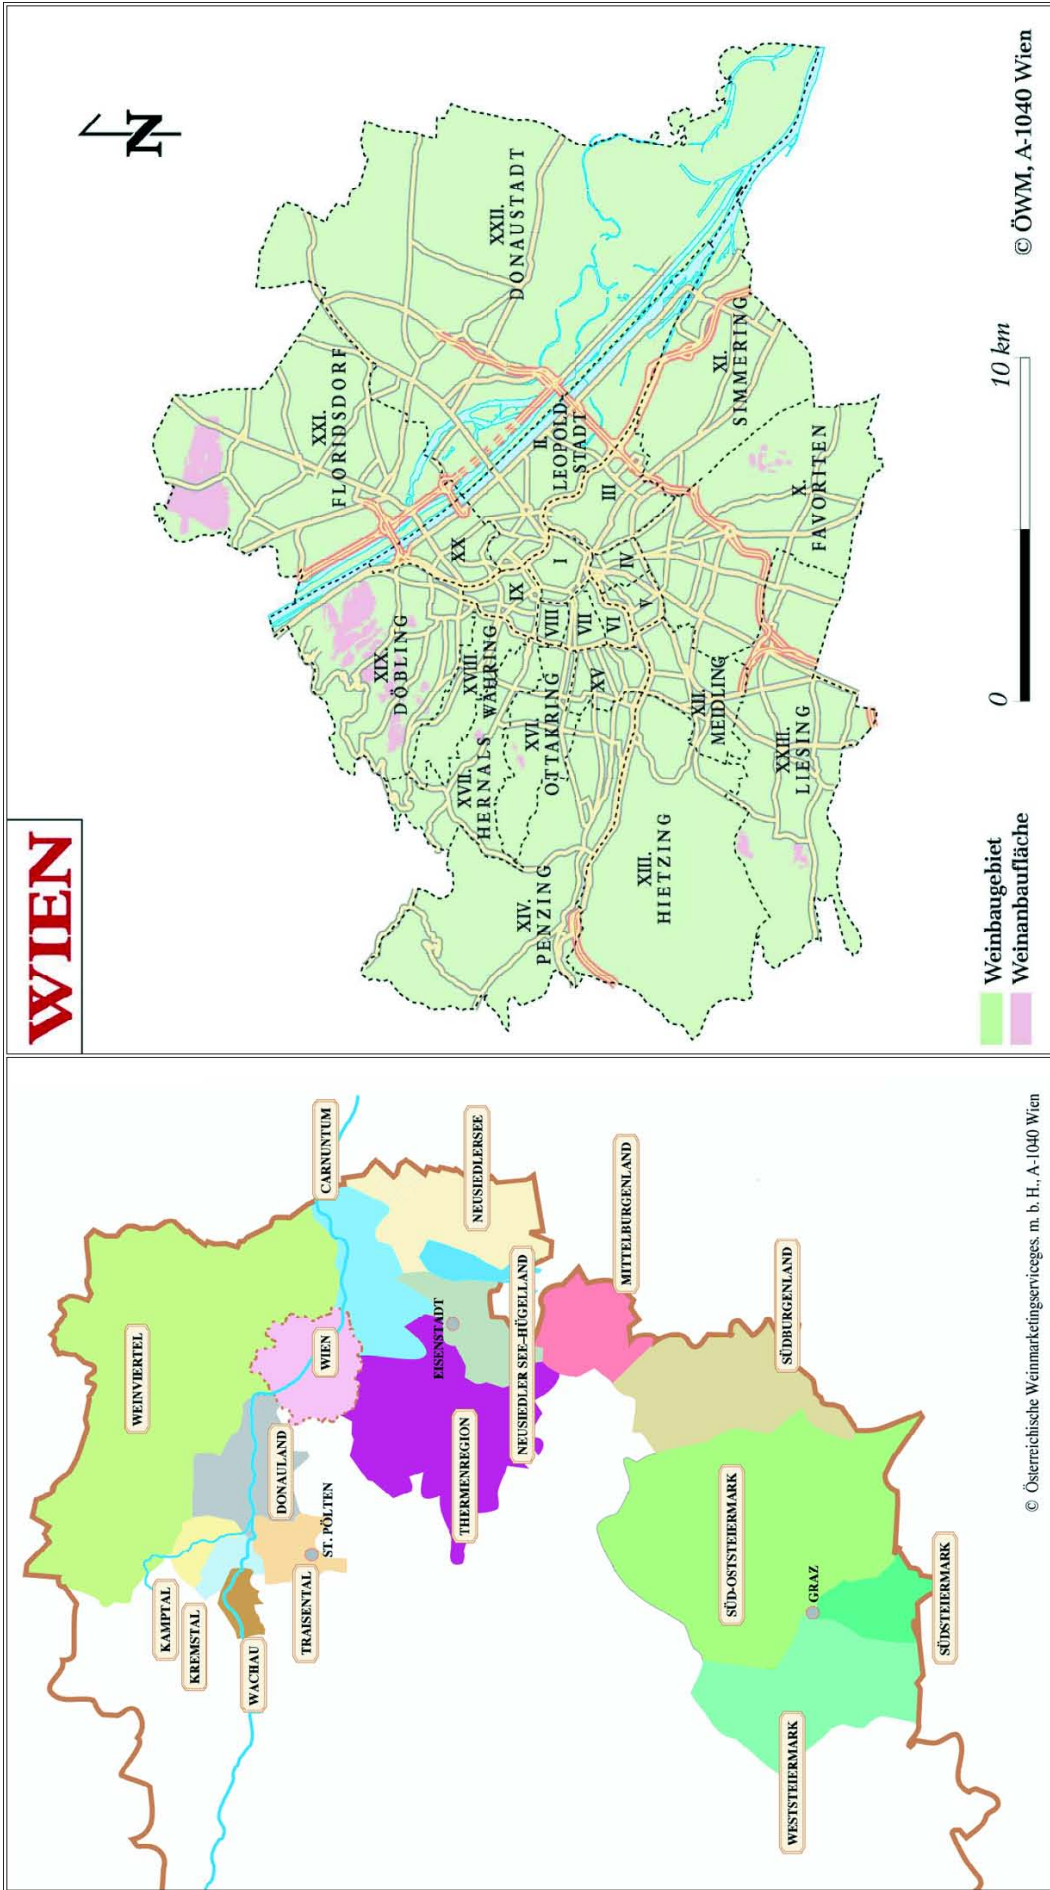 WEINVIERTEL
KAMPTAL
KREMSTAL
WACHAU
DONAULAND
TRAISENTAL
ST. PÖLTEN
WIEN
CARNUNTUM
THERMENREGION
EISENSTADT
NEUSIEDLERSEE
NEUSIEDLER SEE-HÜGELLAND
MITTELBURGENLAND
SÜDBURGENLAND
SÜD-OSTSTEIERMARK
GRAZ
WESTSTEIERMARK
SÜDSTEIERMARK
© Österreichische Weinmarketingserviceges. m. b. H., A-1040 Wien
WIEN
N
XXI.
FLORIDSDORF
XXII.
DONAUSTADT
XIX.
DÖBLING
XX
XVIII.
WÄHRING
XVII.
HERNALS
IX
XVI.
OTTAKRING
VIII
I
II.
LEOPOLD-
STADT
XIV.
PENZING
VII
XV
VI
III
IV
V
XIII.
HIETZING
XII.
MEIDLING
XI.
SIMMERING
X.
FAVORITEN
XXIII.
LIESING
Weinbaugebiet
Weinanbaufläche
0
10 km
© ÖWM, A-1040 Wien